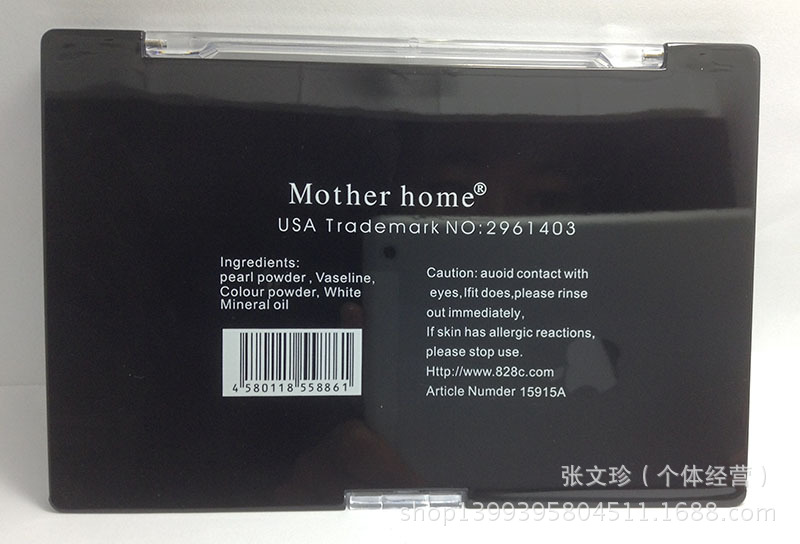 Mother home®
USA Trademark NO:2961403
Ingredients:
pearl powder , Vaseline,
Colour powder, White
Mineral oil
4 580118 558861
Caution: auoid contact with
eyes,Ifit does,please rinse
out immediately,
If skin has allergic reactions,
please stop use.
Http://www.828c.com
Article Numder 15915A
张文珍（个体经营）
shop1399395804511.1688.com